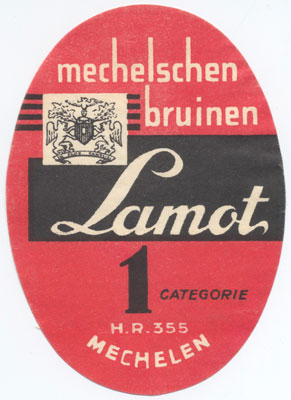 mechelschen
bruinen
Lamot
1 CATEGORIE
H.R.355
MECHELEN